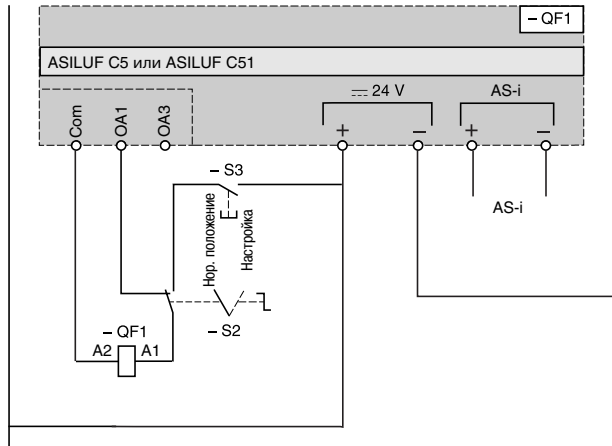 – QF1
ASILUF C5 или ASILUF C51
24 V
AS-i
Com
OA1
OA3
+
–
+
–
– S3
AS-i
Нор. положение
Настройка
– S2
– QF1
A2
A1